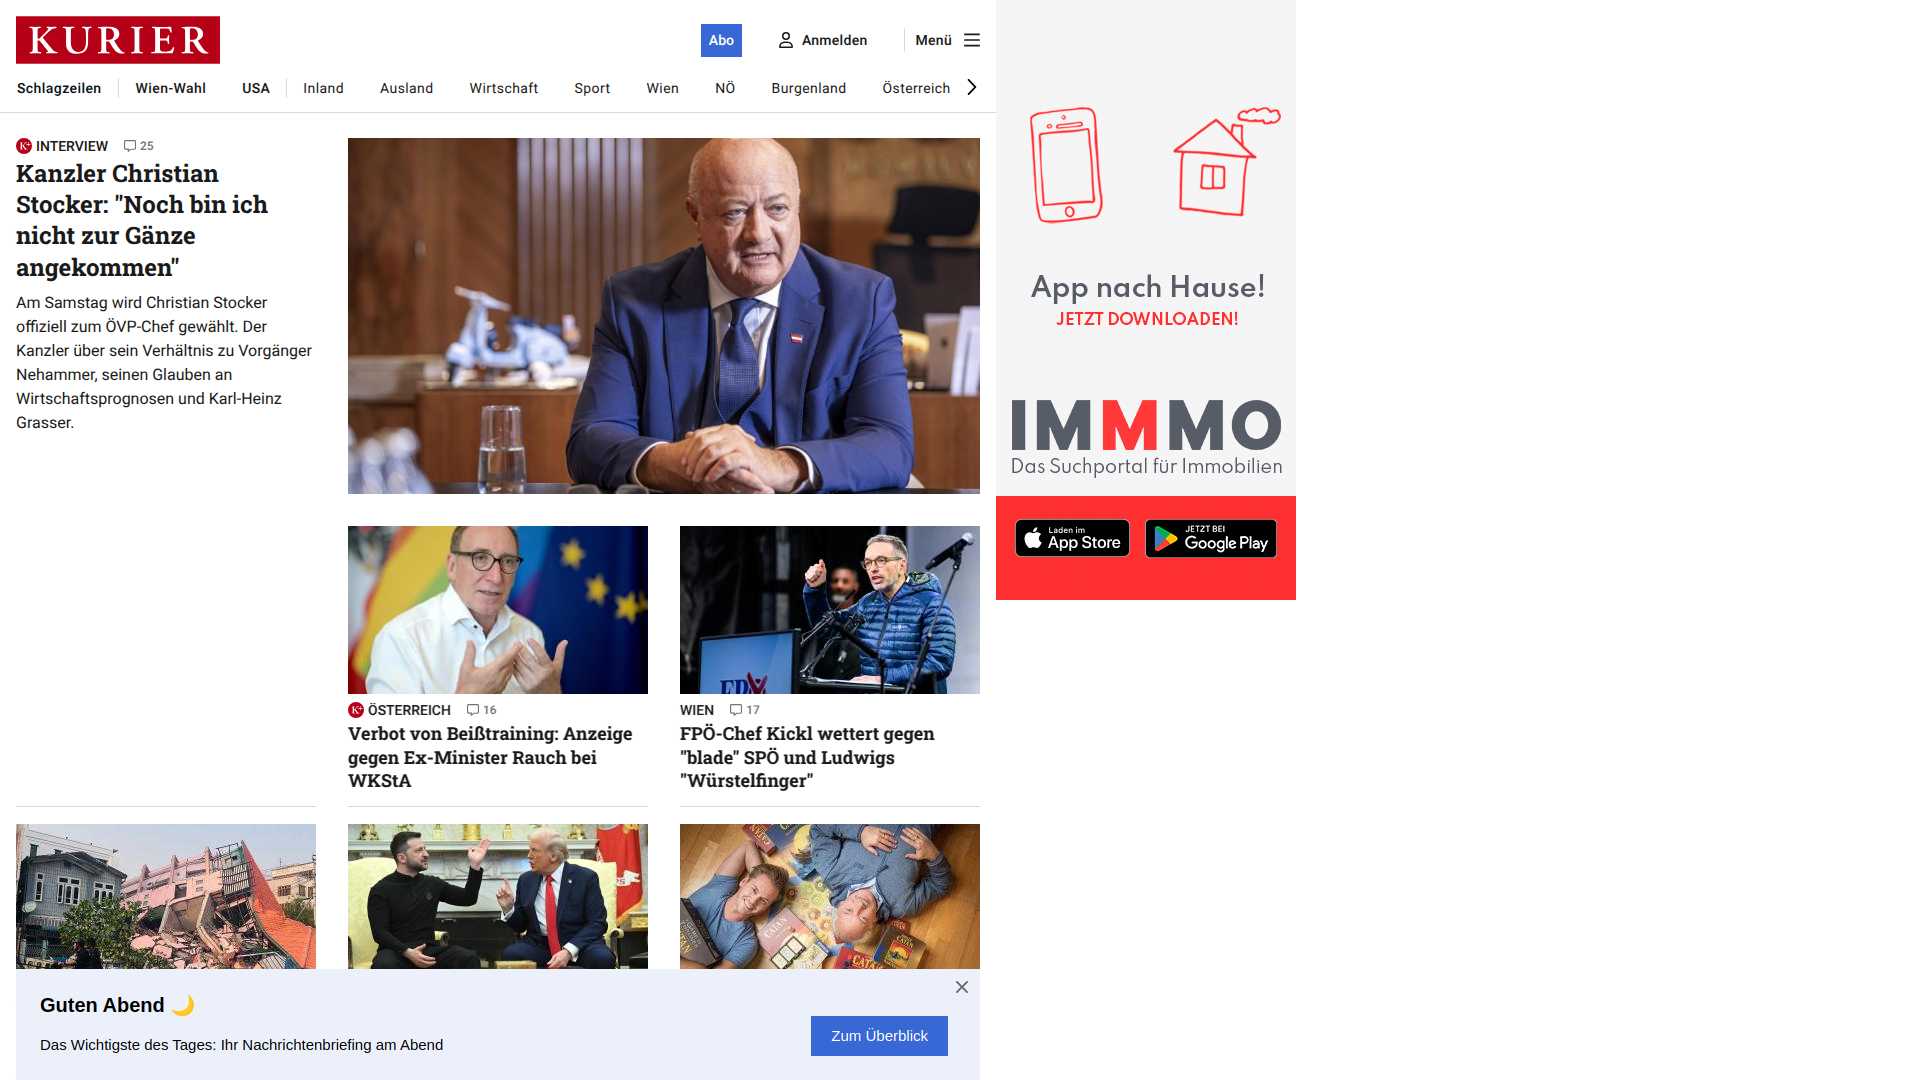 KURIER
Abo
Anmelden
Menü
Schlagzeilen
Wien-Wahl
USA
Inland
Ausland
Wirtschaft
Sport
Wien
NÖ
Burgenland
Österreich
K+ INTERVIEW 25
Kanzler Christian
Stocker: "Noch bin ich
nicht zur Gänze
angekommen"
Am Samstag wird Christian Stocker
offiziell zum ÖVP-Chef gewählt. Der
Kanzler über sein Verhältnis zu Vorgänger
Nehammer, seinen Glauben an
Wirtschaftsprognosen und Karl-Heinz
Grasser.
K+ ÖSTERREICH 16
Verbot von Beißtraining: Anzeige
gegen Ex-Minister Rauch bei
WKStA
WIEN 17
FPÖ-Chef Kickl wettert gegen
"blade" SPÖ und Ludwigs
"Würstelfinger"
CATAN
CATAN
CATAN
Guten Abend 🌙
Das Wichtigste des Tages: Ihr Nachrichtenbriefing am Abend
Zum Überblick
App nach Hause!
JETZT DOWNLOADEN!
IMMMO
Das Suchportal für Immobilien
Laden im
App Store
JETZT BEI
Google Play